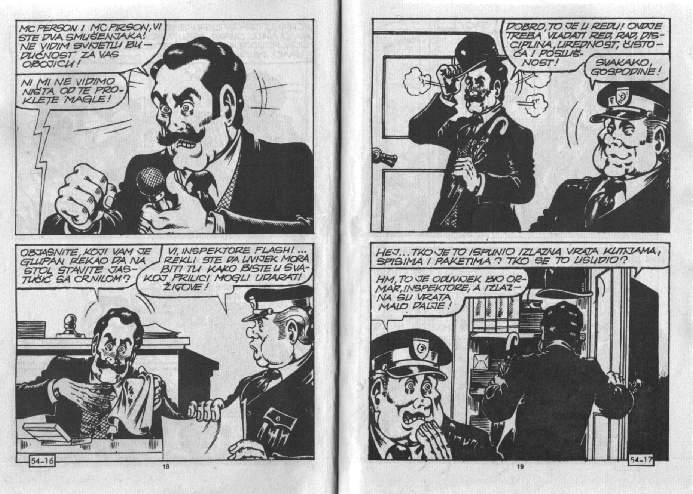 MC PERSON I MC PIRSON, VI
STE DVA SMUŠENJAKA!
NE VIDIM SVIJETLU BU-
DUĆNOST ZA VAS
OBOJICU!
NI MI NE VIDIMO
NIŠTA OD TE PRO-
KLETE MAGLE!
OBJASNITE, KOJI VAM JE
GLUPAN REKAO DA NA
STOL STAVITE JAS-
TUČIĆ SA CRNILOM?
VI, INSPEKTORE FLASH! ...
REKLI STE DA UVIJEK MORA
BITI TU KAKO BISTE U SVA-
KOJ PRILICI MOGLI UDARATI
ŽIGOVE!
54-16
18
DOBRO, TO JE U REDU! OVDJE
TREBA VLADATI RED, RAD, DIS-
CIPLINA, UREDNOST, ČISTO-
ĆA I POSLUŠ-
NOST!
SVAKAKO,
GOSPODINE!
HEJ... TKO JE TO ISPUNIO IZLAZNA VRATA KUTIJAMA,
SPISIMA I PAKETIMA? TKO SE TO USUDIO?
HM, TO JE ODUVIJEK BIO OR-
MAR, INSPEKTORE, A IZLAZ-
NA SU VRATA
MALO DALJE!
54-17
19